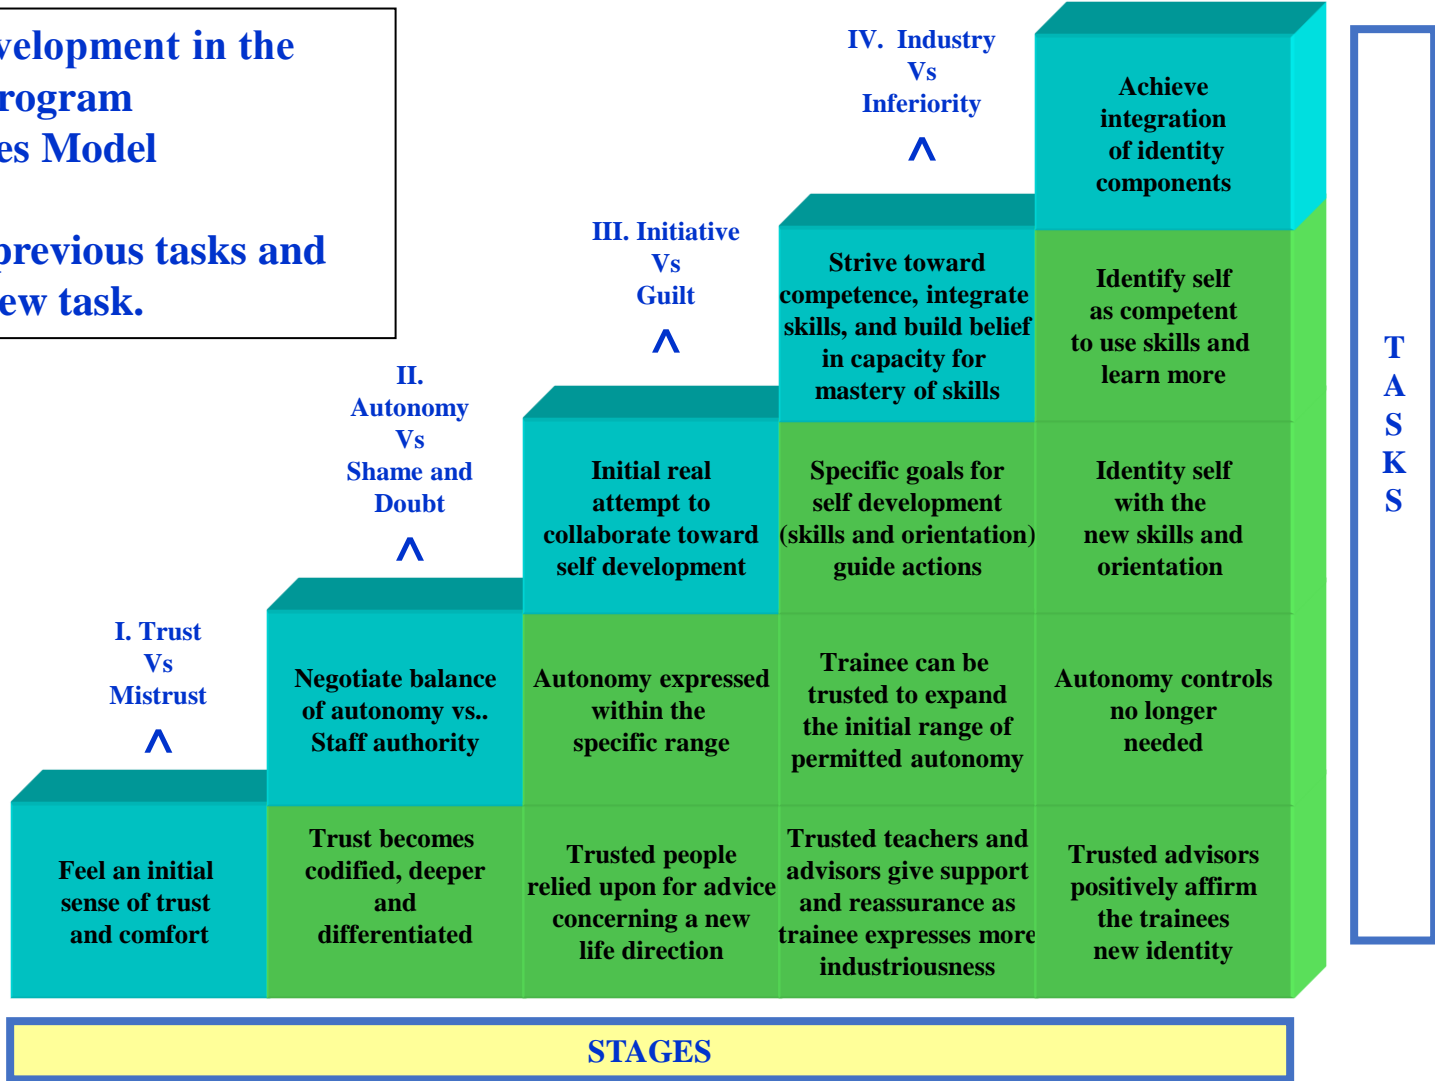 velopment in the
rogram
es Model
previous tasks and
ew task.
IV. Industry
Vs
Inferiority
^
III. Initiative
Vs
Guilt
^
II.
Autonomy
Vs
Shame and
Doubt
^
I. Trust
Vs
Mistrust
^
Achieve
integration
of identity
components
Strive toward
competence, integrate
skills, and build belief
in capacity for
mastery of skills
Identify self
as competent
to use skills and
learn more
Initial real
attempt to
collaborate toward
self development
Specific goals for
self development
(skills and orientation)
guide actions
Identity self
with the
new skills and
orientation
Negotiate balance
of autonomy vs..
Staff authority
Autonomy expressed
within the
specific range
Trainee can be
trusted to expand
the initial range of
permitted autonomy
Autonomy controls
no longer
needed
Feel an initial
sense of trust
and comfort
Trust becomes
codified, deeper
and
differentiated
Trusted people
relied upon for advice
concerning a new
life direction
Trusted teachers and
advisors give support
and reassurance as
trainee expresses more
industriousness
Trusted advisors
positively affirm
the trainees
new identity
T
A
S
K
S
STAGES